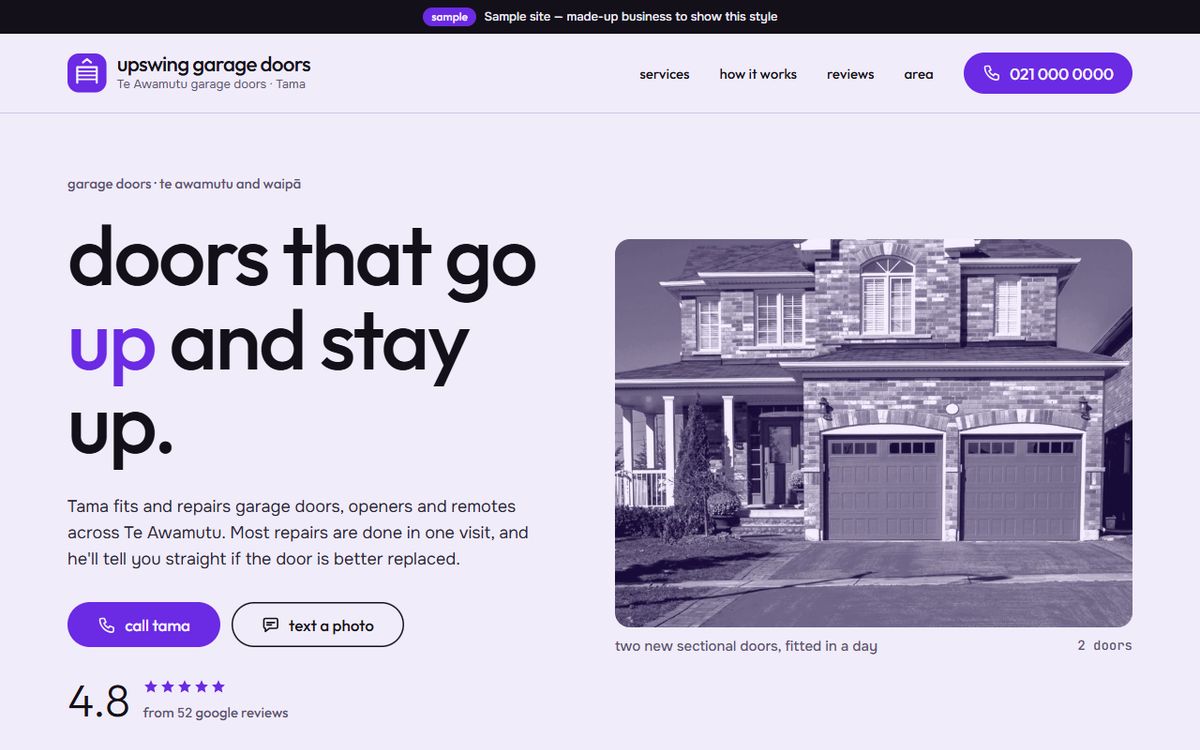 sample Sample site — made-up business to show this style
upswing garage doors
Te Awamutu garage doors · Tama
services how it works reviews area 021 000 0000
garage doors · te awamutu and waipā
doors that go
up and stay
up.
Tama fits and repairs garage doors, openers and remotes
across Te Awamutu. Most repairs are done in one visit, and
he'll tell you straight if the door is better replaced.
call tama text a photo
4.8
from 52 google reviews
two new sectional doors, fitted in a day 2 doors